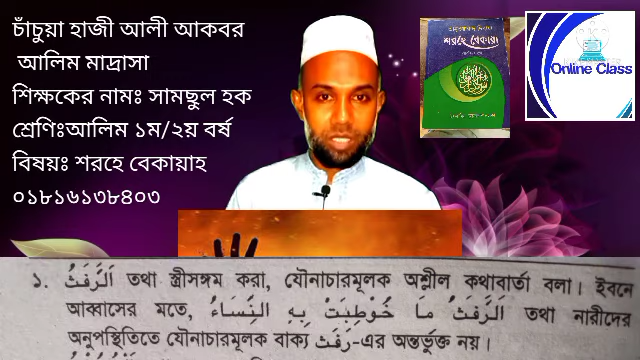 চাঁচুয়া হাজী আলী আকবর
আলিম মাদ্রাসা
শিক্ষকের নামঃ সামছুল হক
শ্রেণিঃআলিম ১ম/২য় বর্ষ
বিষয়ঃ শরহে বেকায়াহ
০১৮১৬১৩৮৪০৩
শরহে বেকায়া
Online Class
১. اَلرَّفَثُ তথা স্ত্রীসঙ্গম করা, যৌনাচারমূলক অশ্লীল কথাবার্তা বলা। ইবনে
আব্বাসের মতে, اَلرَّفَثُ مَا خُوْطِبَتْ بِهِ النِّسَاءُ তথা নারীদের
অনুপস্থিতিতে যৌনাচারমূলক বাক্য رَفَثْ-এর অন্তর্ভুক্ত নয়।